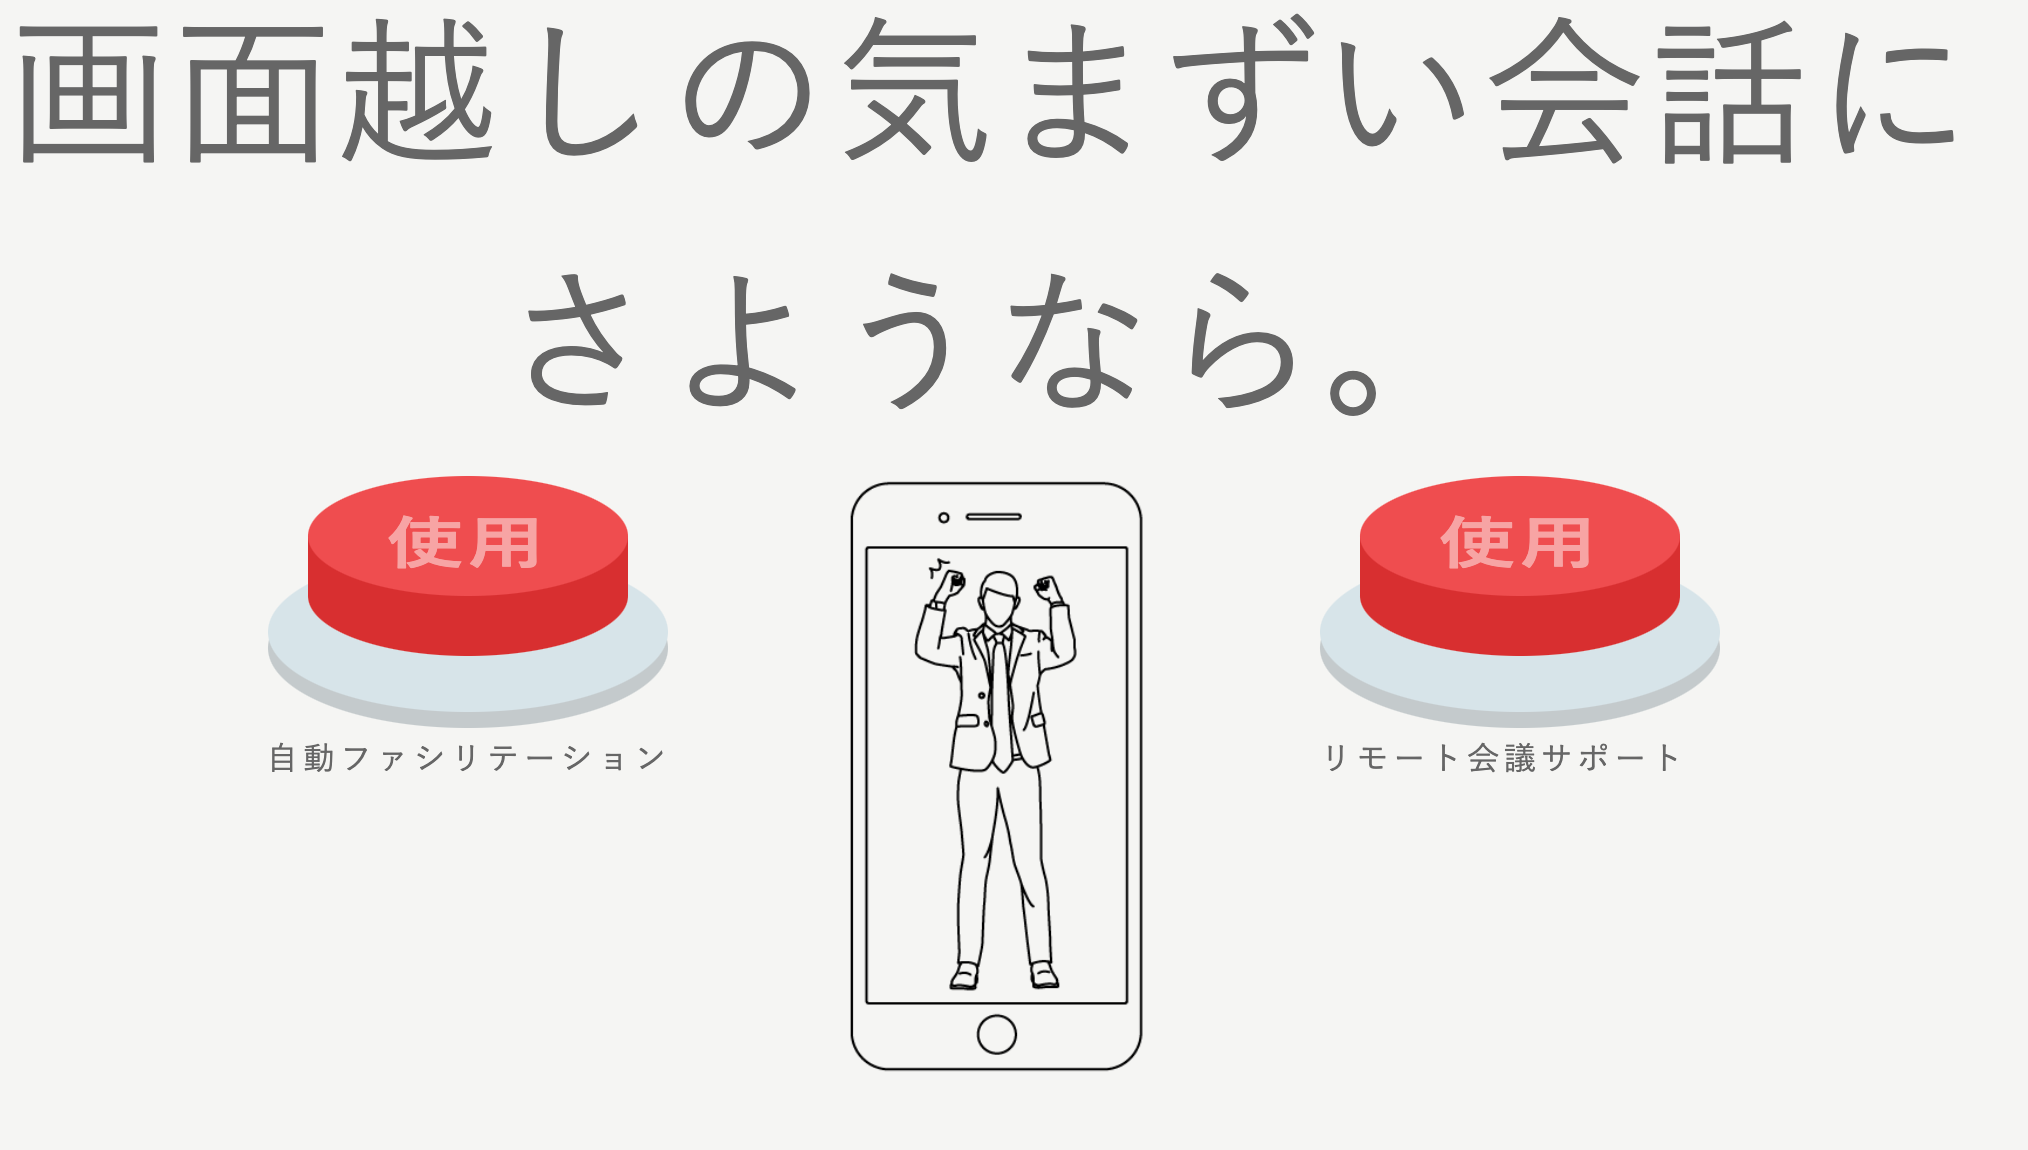 画面越しの気まずい会話に
さようなら。
使用
使用
自動ファシリテーション
リモート会議サポート